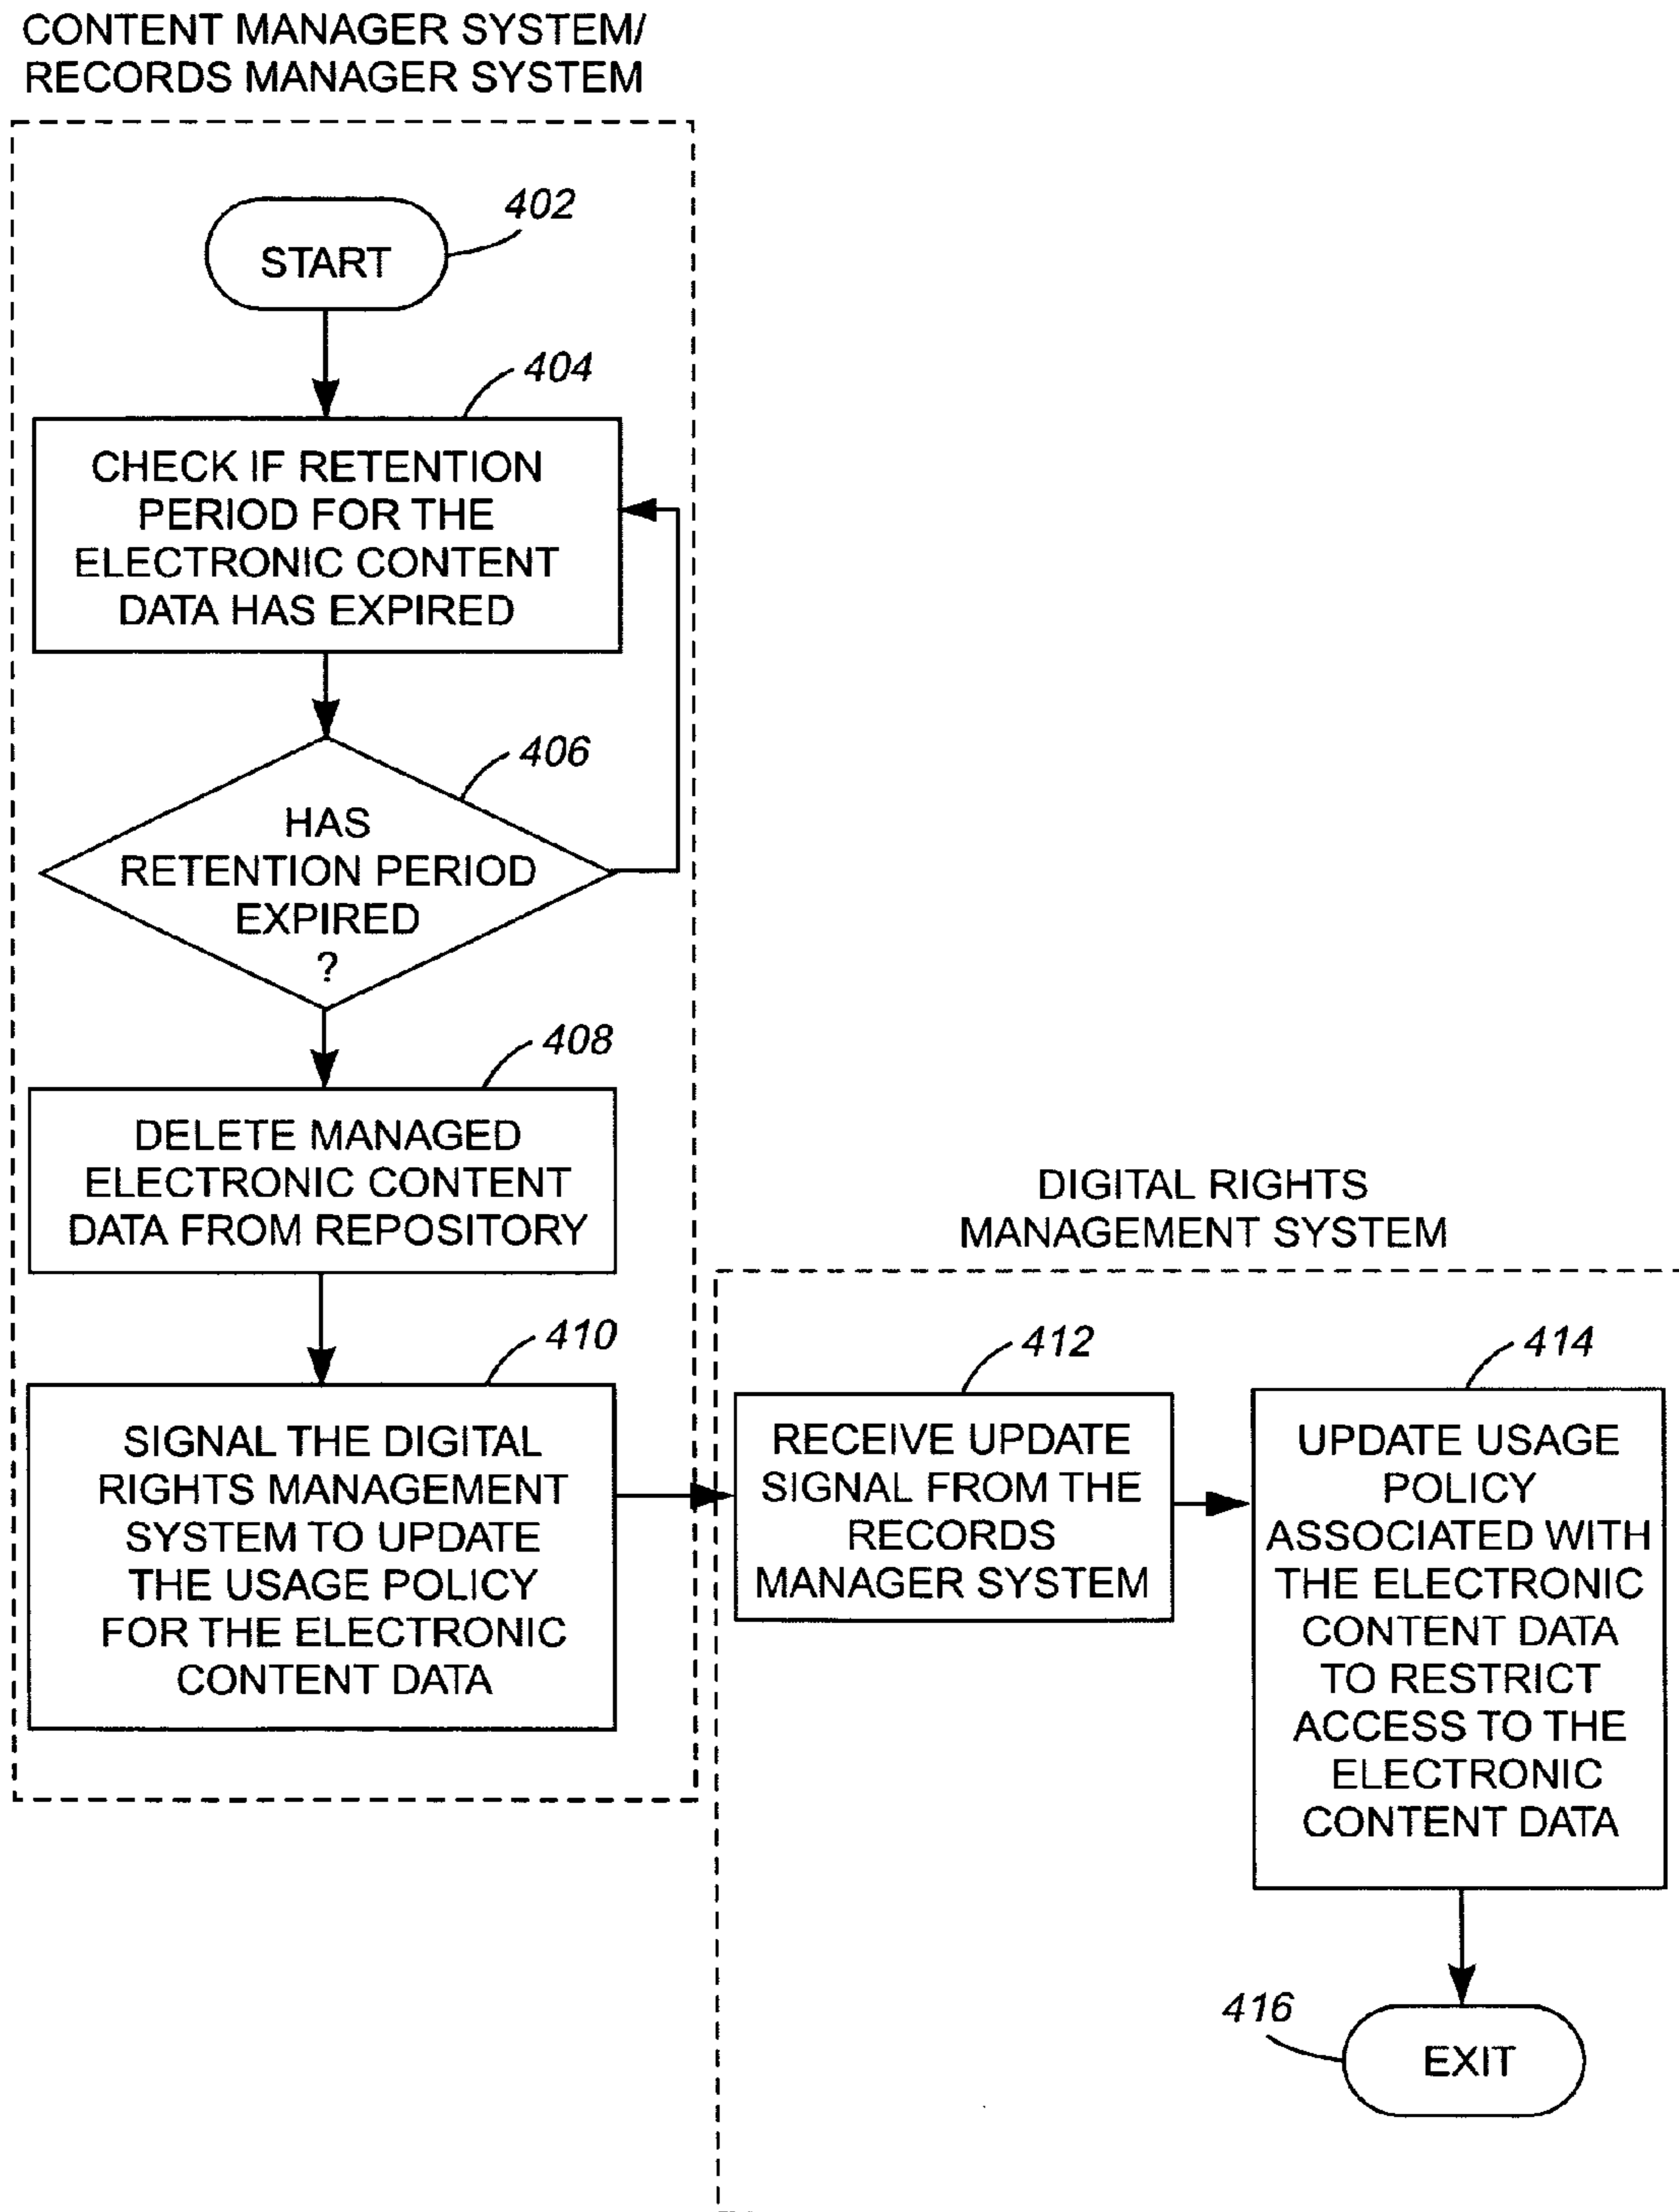 CONTENT MANAGER SYSTEM/
RECORDS MANAGER SYSTEM
402
START
404
CHECK IF RETENTION
PERIOD FOR THE
ELECTRONIC CONTENT
DATA HAS EXPIRED
406
HAS
RETENTION PERIOD
EXPIRED
?
408
DELETE MANAGED
ELECTRONIC CONTENT
DATA FROM REPOSITORY
410
SIGNAL THE DIGITAL
RIGHTS MANAGEMENT
SYSTEM TO UPDATE
THE USAGE POLICY
FOR THE ELECTRONIC
CONTENT DATA
DIGITAL RIGHTS
MANAGEMENT SYSTEM
412
RECEIVE UPDATE
SIGNAL FROM THE
RECORDS
MANAGER SYSTEM
414
UPDATE USAGE
POLICY
ASSOCIATED WITH
THE ELECTRONIC
CONTENT DATA
TO RESTRICT
ACCESS TO THE
ELECTRONIC
CONTENT DATA
416
EXIT